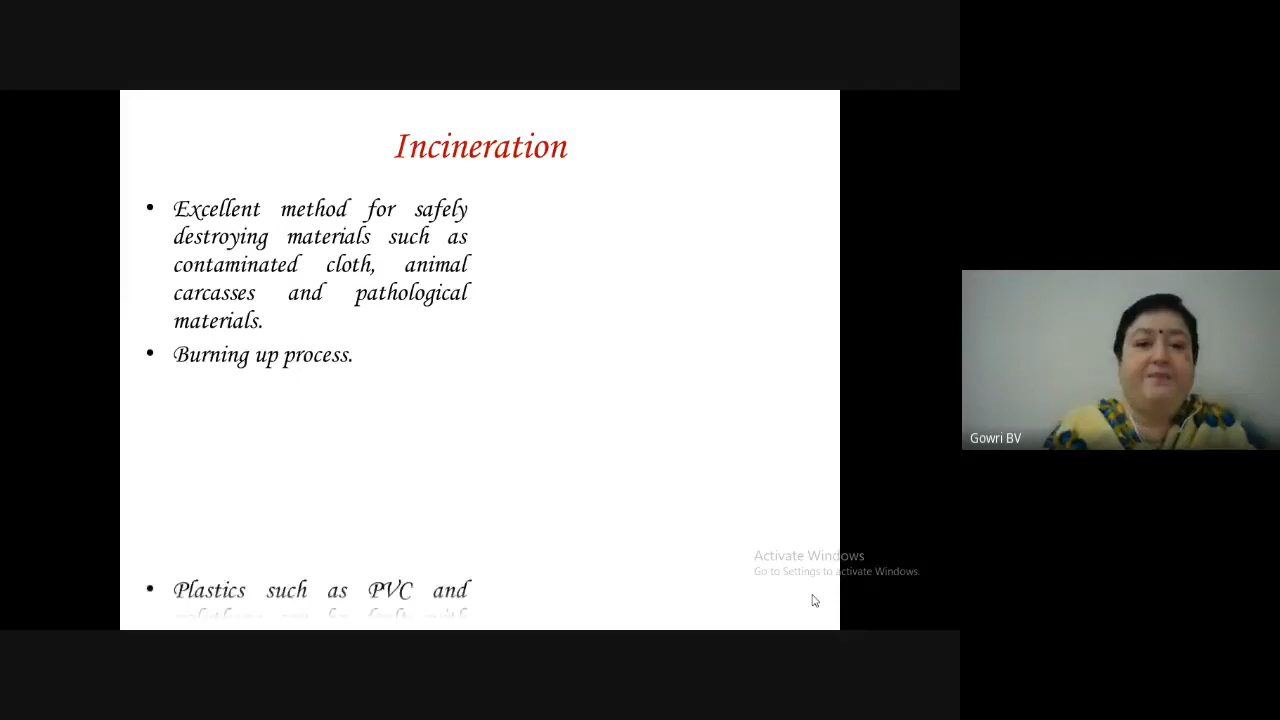 Incineration
• Excellent method for safely
destroying materials such as
contaminated cloth, animal
carcasses and pathological
materials.
• Burning up process.
• Plastics such as PVC and
Activate Windows
Go to Settings to activate Windows.
Gowri BV